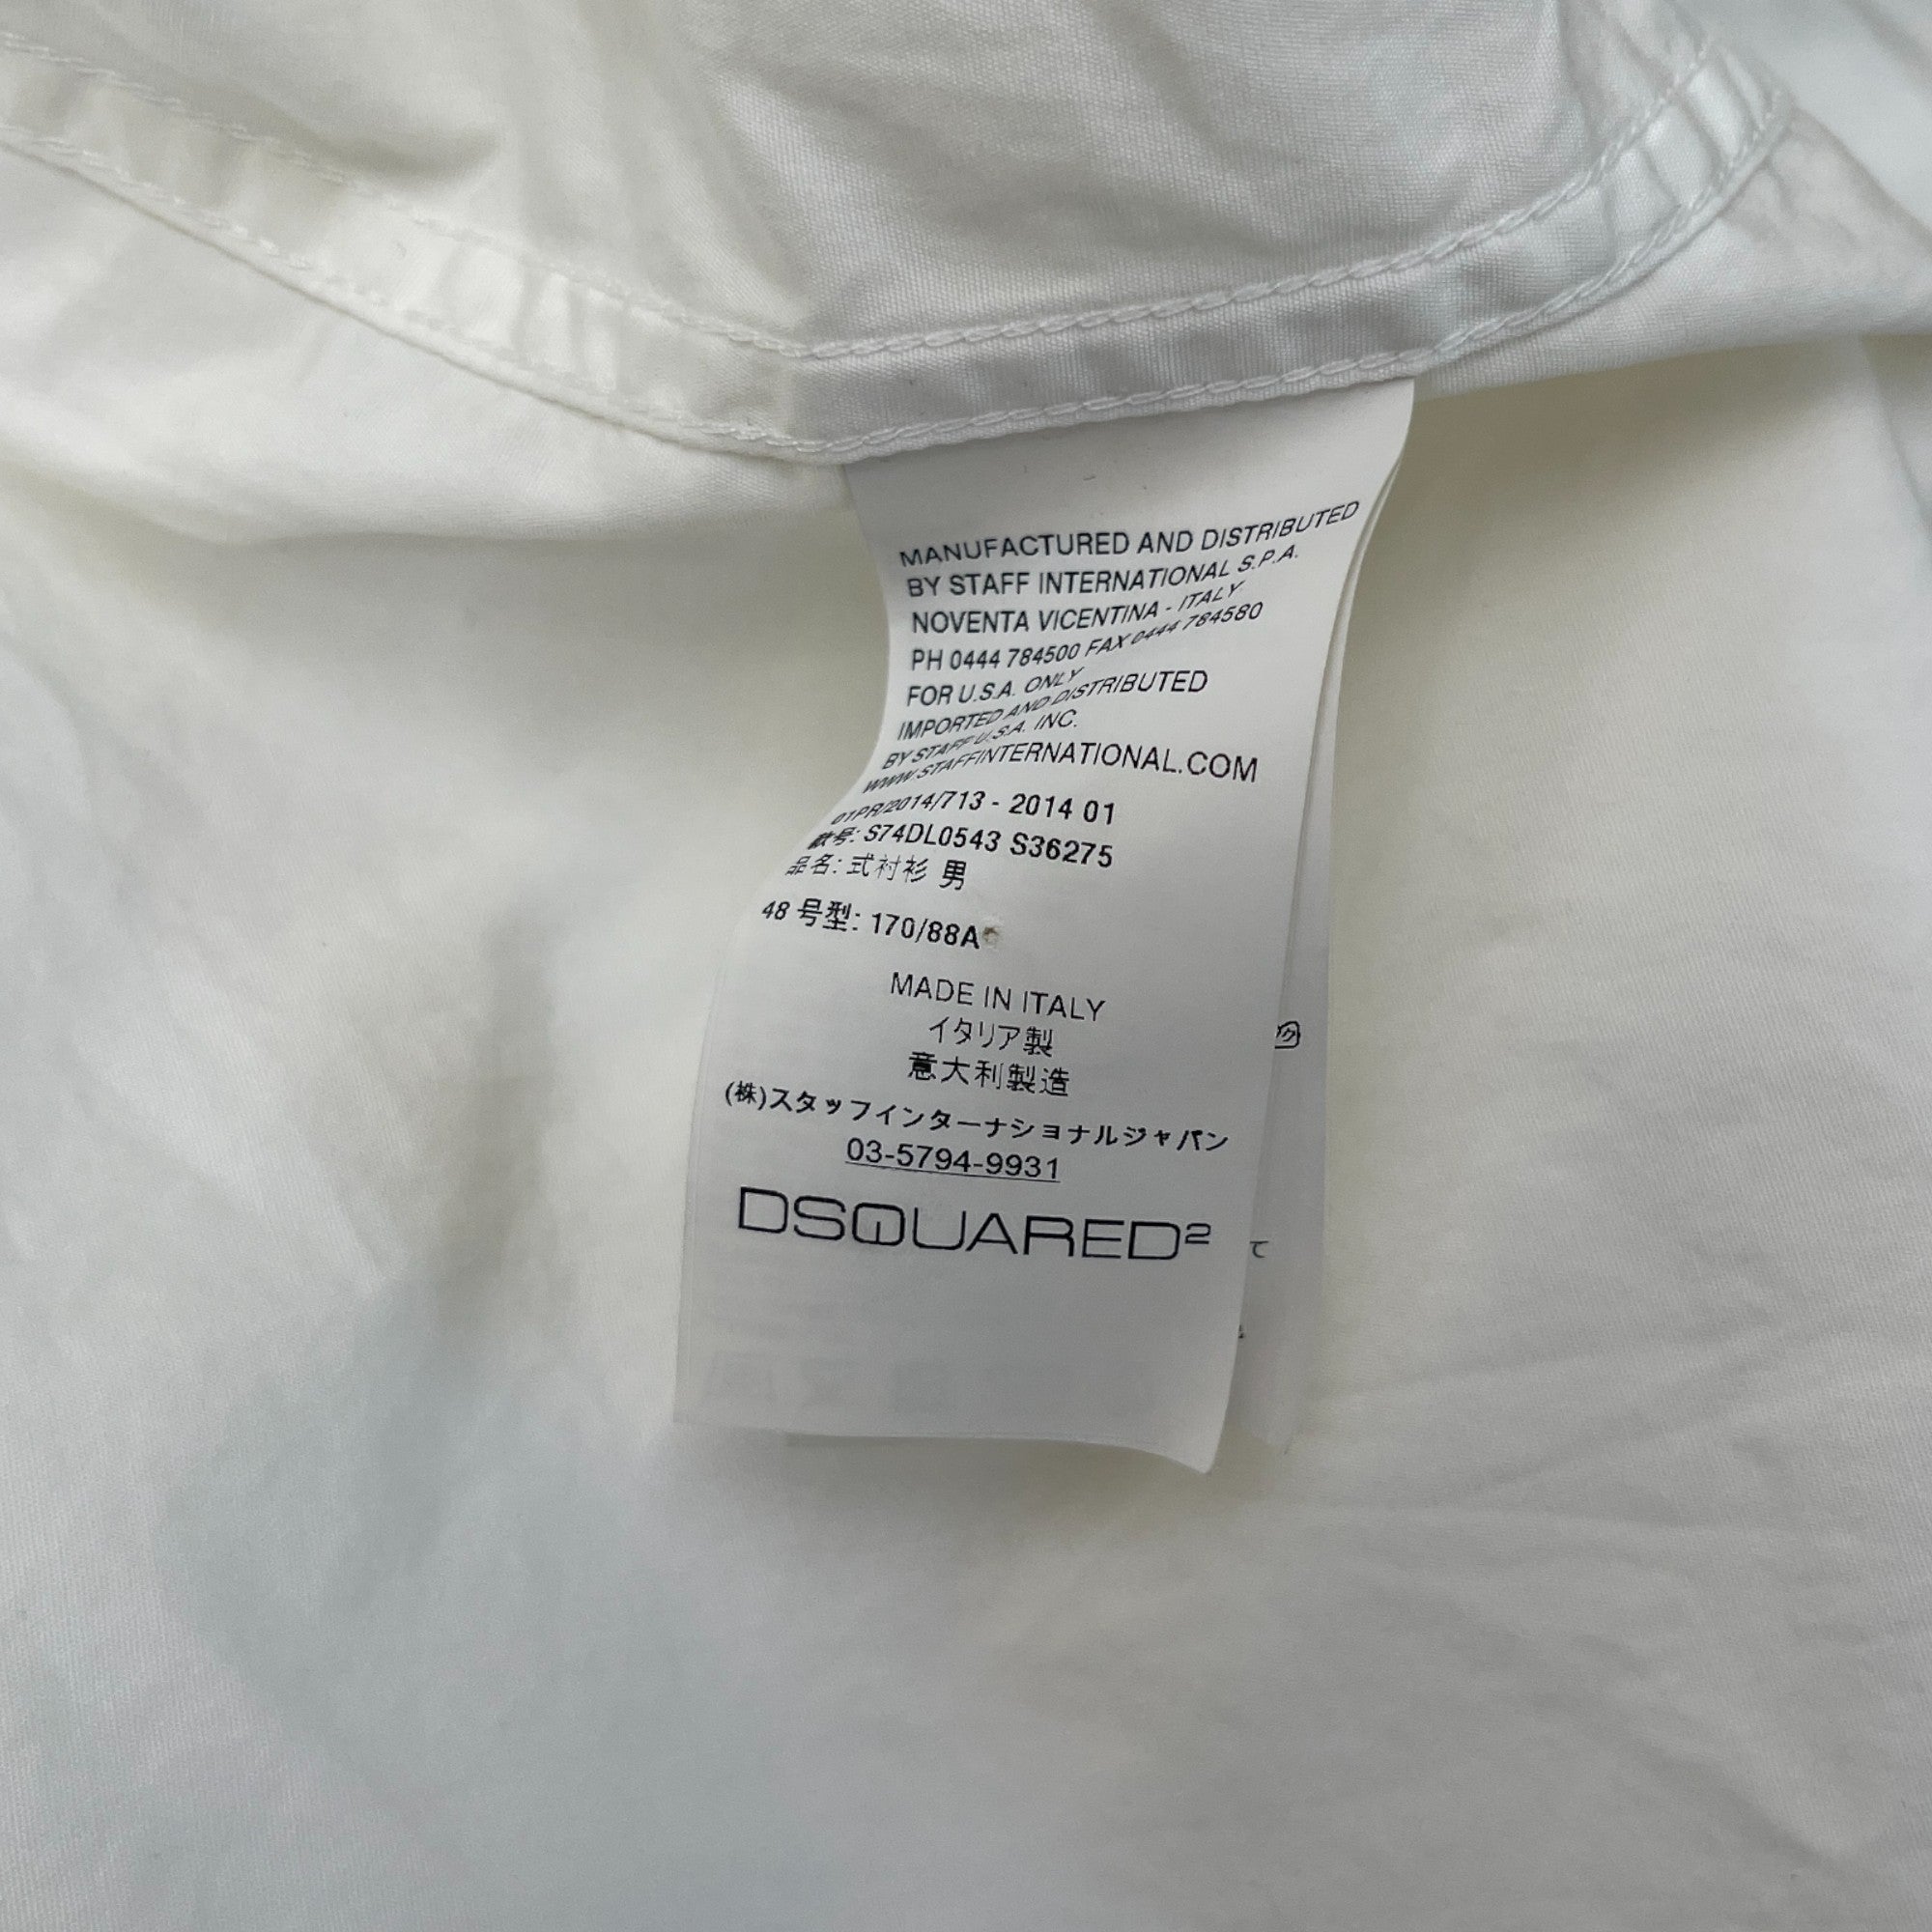 MANUFACTURED AND DISTRIBUTED
BY STAFF INTERNATIONAL S.P.A.
NOVENTA VICENTINA - ITALY
PH 0444 784500 FAX 0444 784580
FOR U.S.A. ONLY
IMPORTED AND DISTRIBUTED
BY STAFF U.S.A. INC.
WWW.STAFFINTERNATIONAL.COM
01PR/2014/713 - 2014 01
款号: S74DL0543 S36275
品名: 式衬衫 男
48 号型: 170/88A
MADE IN ITALY
イタリア製
意大利製造
(株)スタッフインターナショナルジャパン
03-5794-9931
DSQUARED2
て